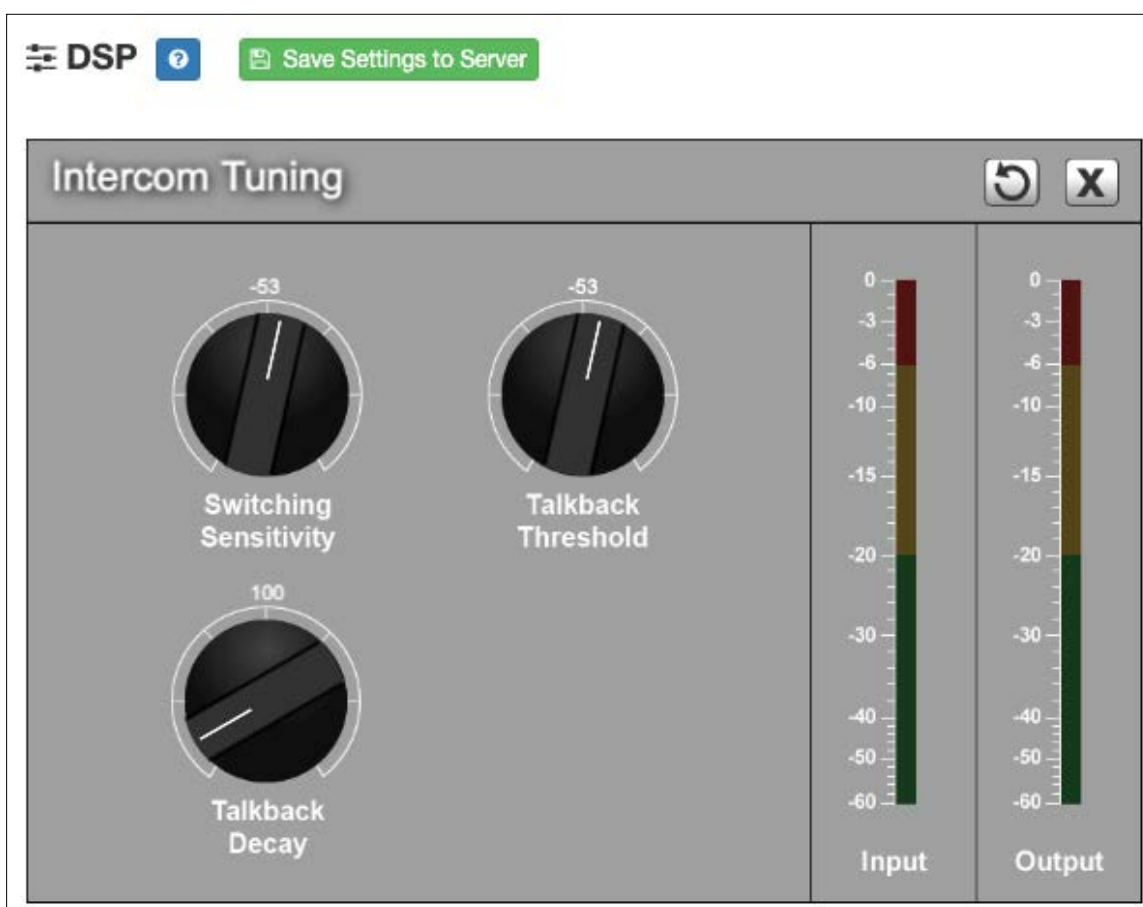 DSP ? Save Settings to Server
Intercom Tuning X
-53
Switching
Sensitivity
-53
Talkback
Threshold
100
Talkback
Decay
0
-3
-6
-10
-15
-20
-30
-40
-50
-60
Input
0
-3
-6
-10
-15
-20
-30
-40
-50
-60
Output